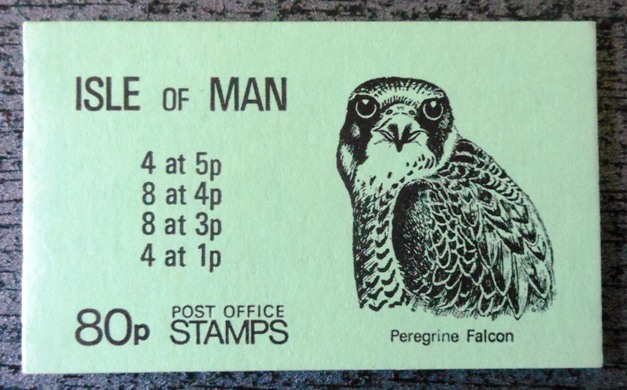 ISLE OF MAN
4 at 5p
8 at 4p
8 at 3p
4 at 1p
80p POST OFFICE STAMPS
Peregrine Falcon